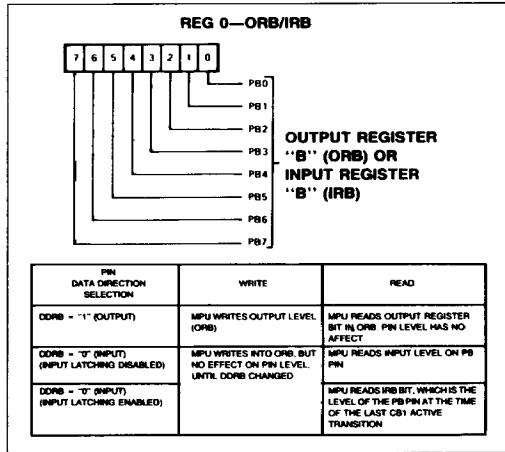 REG 0—ORB/IRB
7 6 5 4 3 2 1 0
PB0
PB1
PB2
PB3
PB4
PB5
PB6
PB7
OUTPUT REGISTER
"B" (ORB) OR
INPUT REGISTER
"B" (IRB)
PIN
DATA DIRECTION
SELECTION
WRITE
READ
DDRB = "1" (OUTPUT)
MPU WRITES OUTPUT LEVEL
(ORB)
MPU READS OUTPUT REGISTER
BIT IN ORB. PIN LEVEL HAS NO
AFFECT
DDRB = "0" (INPUT)
(INPUT LATCHING DISABLED)
MPU WRITES INTO ORB, BUT
NO EFFECT ON PIN LEVEL,
UNTIL DDRB CHANGED
MPU READS INPUT LEVEL ON PB
PIN
DDRB = "0" (INPUT)
(INPUT LATCHING ENABLED)
MPU READS IRB BIT, WHICH IS THE
LEVEL OF THE PB PIN AT THE TIME
OF THE LAST CB1 ACTIVE
TRANSITION